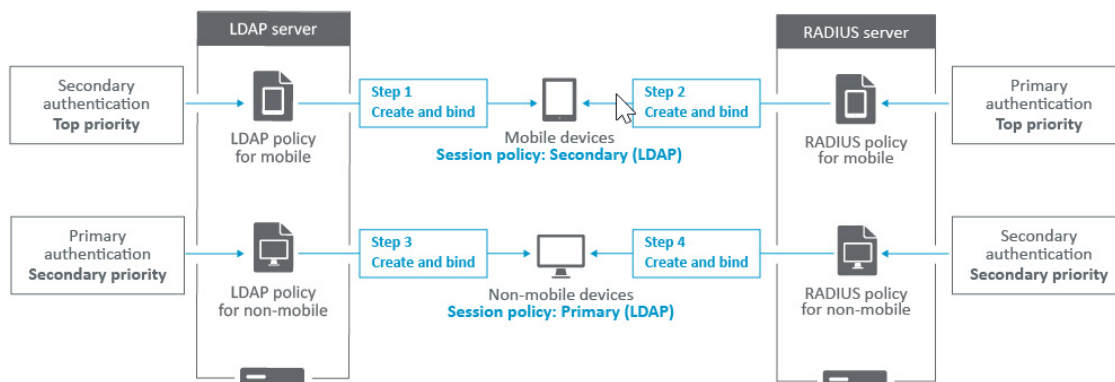 LDAP server
RADIUS server
Secondary
authentication
Top priority
LDAP policy
for mobile
Step 1
Create and bind
Mobile devices
Session policy: Secondary (LDAP)
Step 2
Create and bind
RADIUS policy
for mobile
Primary
authentication
Top priority
Primary
authentication
Secondary priority
LDAP policy
for non-mobile
Step 3
Create and bind
Non-mobile devices
Session policy: Primary (LDAP)
Step 4
Create and bind
RADIUS policy
for non-mobile
Secondary
authentication
Secondary priority